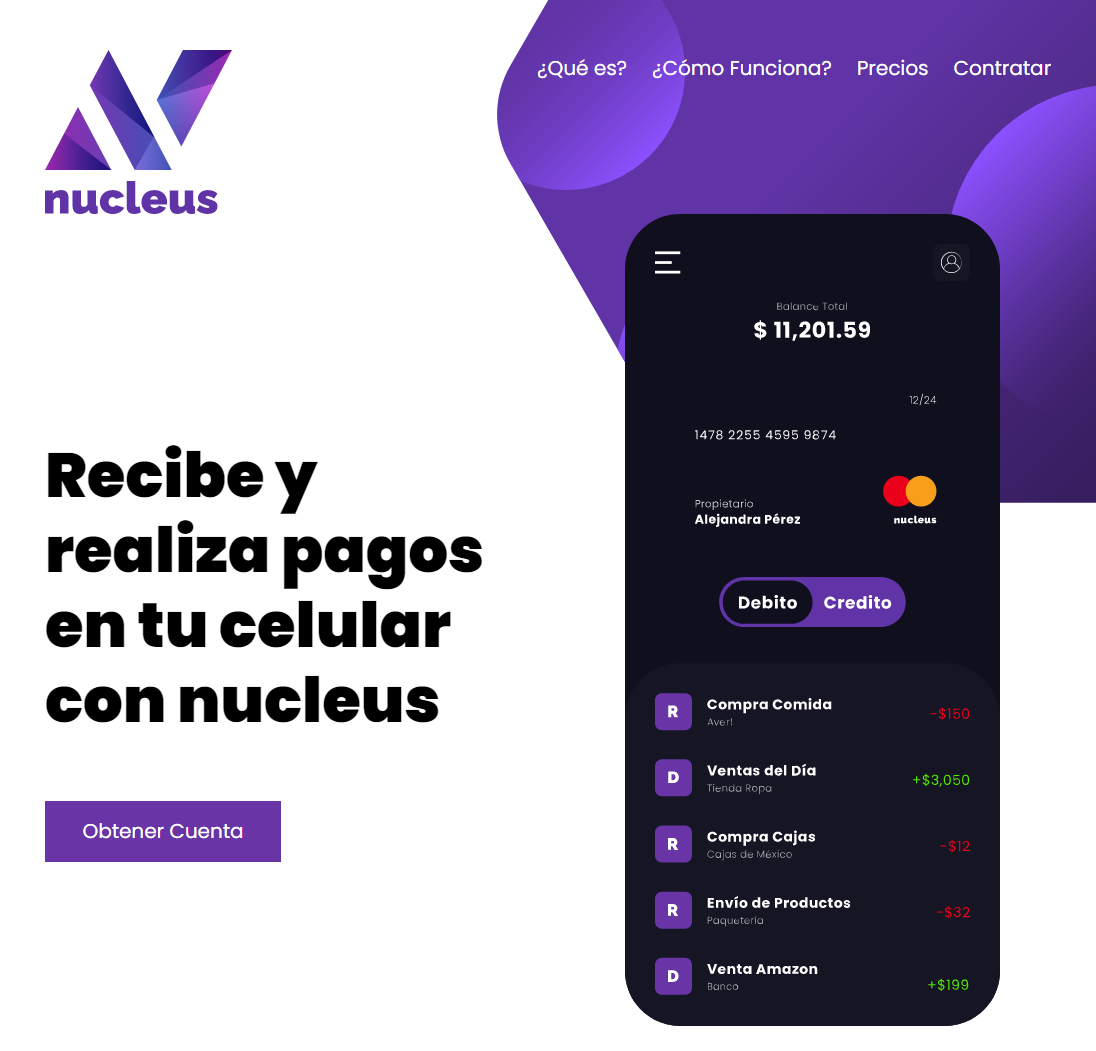 ¿Qué es? ¿Cómo Funciona? Precios Contratar
nucleus
Recibe y
realiza pagos
en tu celular
con nucleus
Obtener Cuenta
Balance Total
$ 11,201.59
12/24
1478 2255 4595 9874
Propietario
Alejandra Pérez
nucleus
Debito Credito
R Compra Comida -$150
Aver!
D Ventas del Día +$3,050
Tienda Ropa
R Compra Cajas -$12
Cajas de México
R Envío de Productos -$32
Paquetería
D Venta Amazon +$199
Banco